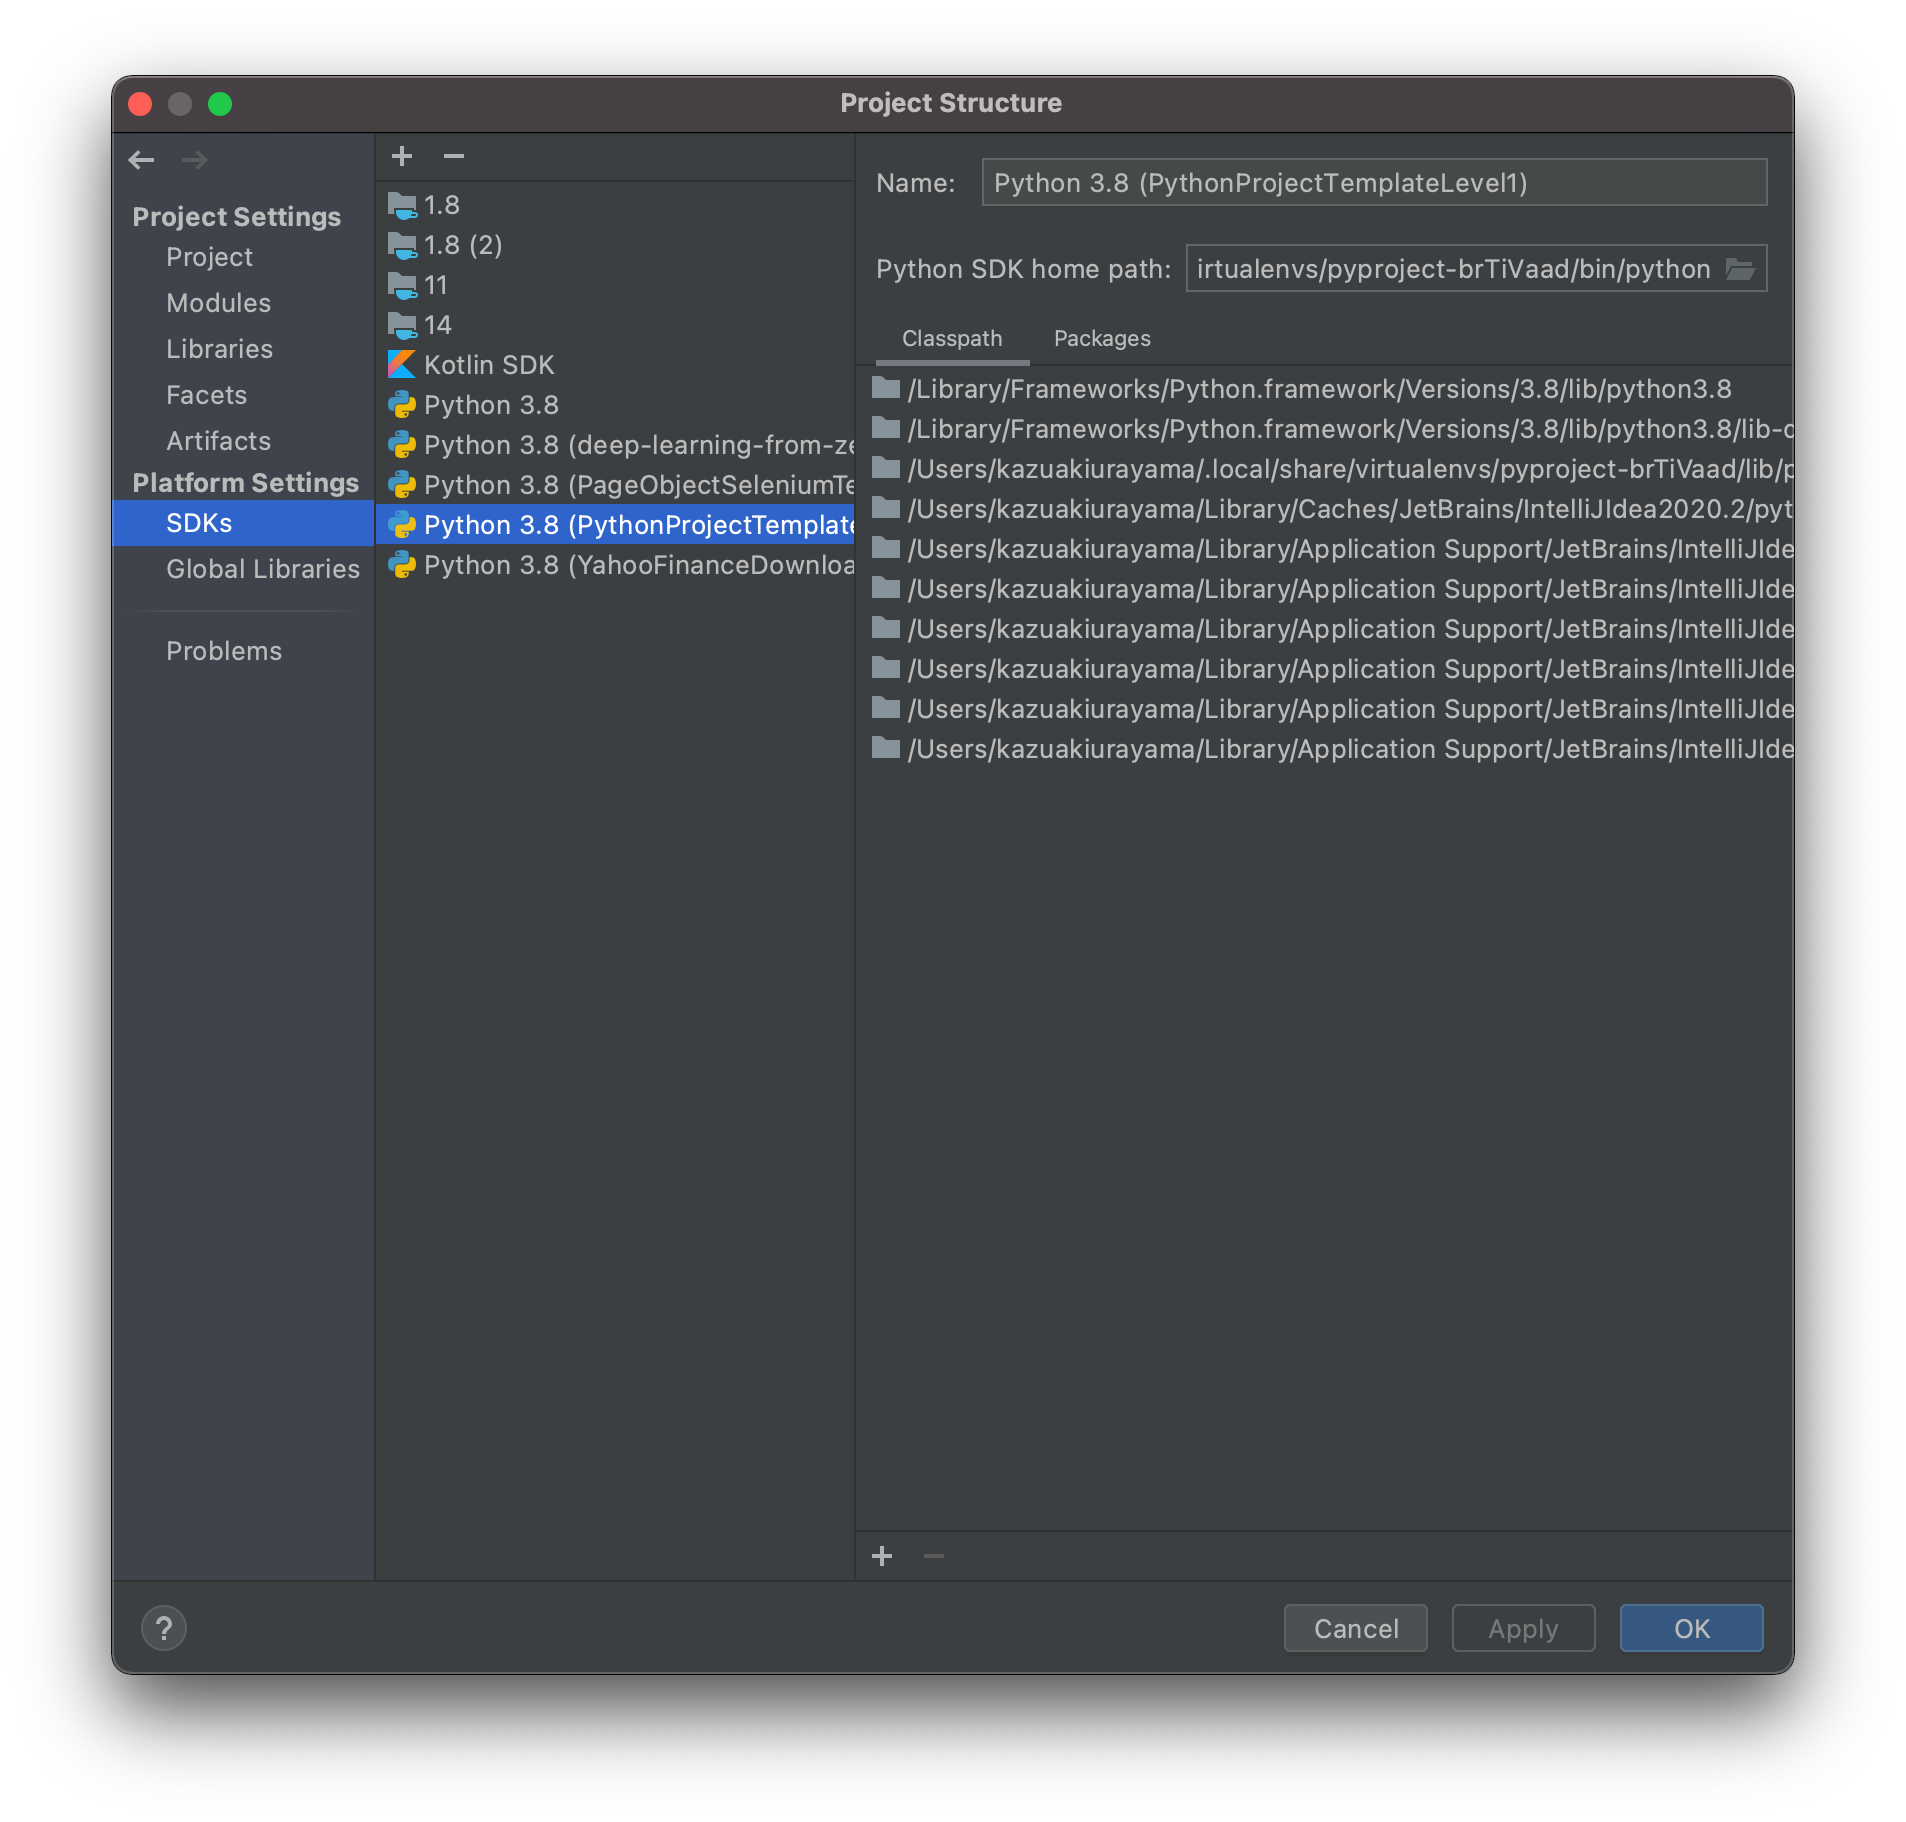 Project Structure
Project Settings
Project
Modules
Libraries
Facets
Artifacts
Platform Settings
SDKs
Global Libraries
Problems
1.8
1.8 (2)
11
14
Kotlin SDK
Python 3.8
Python 3.8 (deep-learning-from-ze
Python 3.8 (PageObjectSeleniumTe
Python 3.8 (PythonProjectTemplate
Python 3.8 (YahooFinanceDownloa
Name: Python 3.8 (PythonProjectTemplateLevel1)
Python SDK home path: irtualenvs/pyproject-brTiVaad/bin/python
Classpath Packages
/Library/Frameworks/Python.framework/Versions/3.8/lib/python3.8
/Library/Frameworks/Python.framework/Versions/3.8/lib/python3.8/lib-d
/Users/kazuakiurayama/.local/share/virtualenvs/pyproject-brTiVaad/lib/p
/Users/kazuakiurayama/Library/Caches/JetBrains/IntelliJIdea2020.2/pyt
/Users/kazuakiurayama/Library/Application Support/JetBrains/IntelliJIde
/Users/kazuakiurayama/Library/Application Support/JetBrains/IntelliJIde
/Users/kazuakiurayama/Library/Application Support/JetBrains/IntelliJIde
/Users/kazuakiurayama/Library/Application Support/JetBrains/IntelliJIde
/Users/kazuakiurayama/Library/Application Support/JetBrains/IntelliJIde
/Users/kazuakiurayama/Library/Application Support/JetBrains/IntelliJIde
? Cancel Apply OK